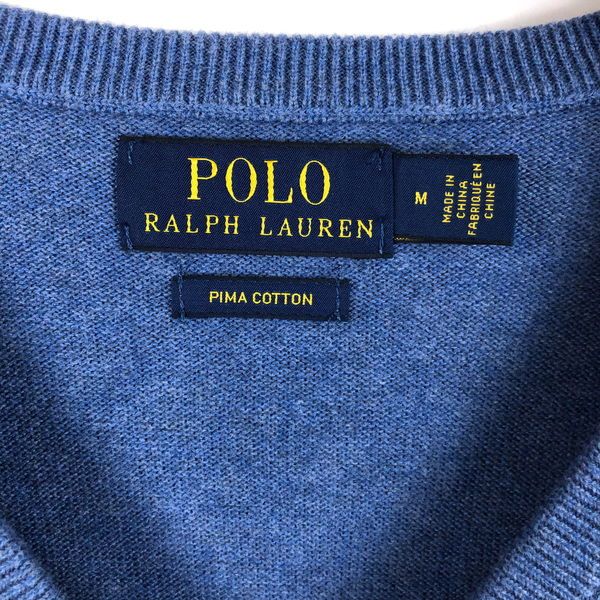 POLO
RALPH LAUREN
M
MADE IN
CHINA
FABRIQUÉ EN
CHINE
PIMA COTTON